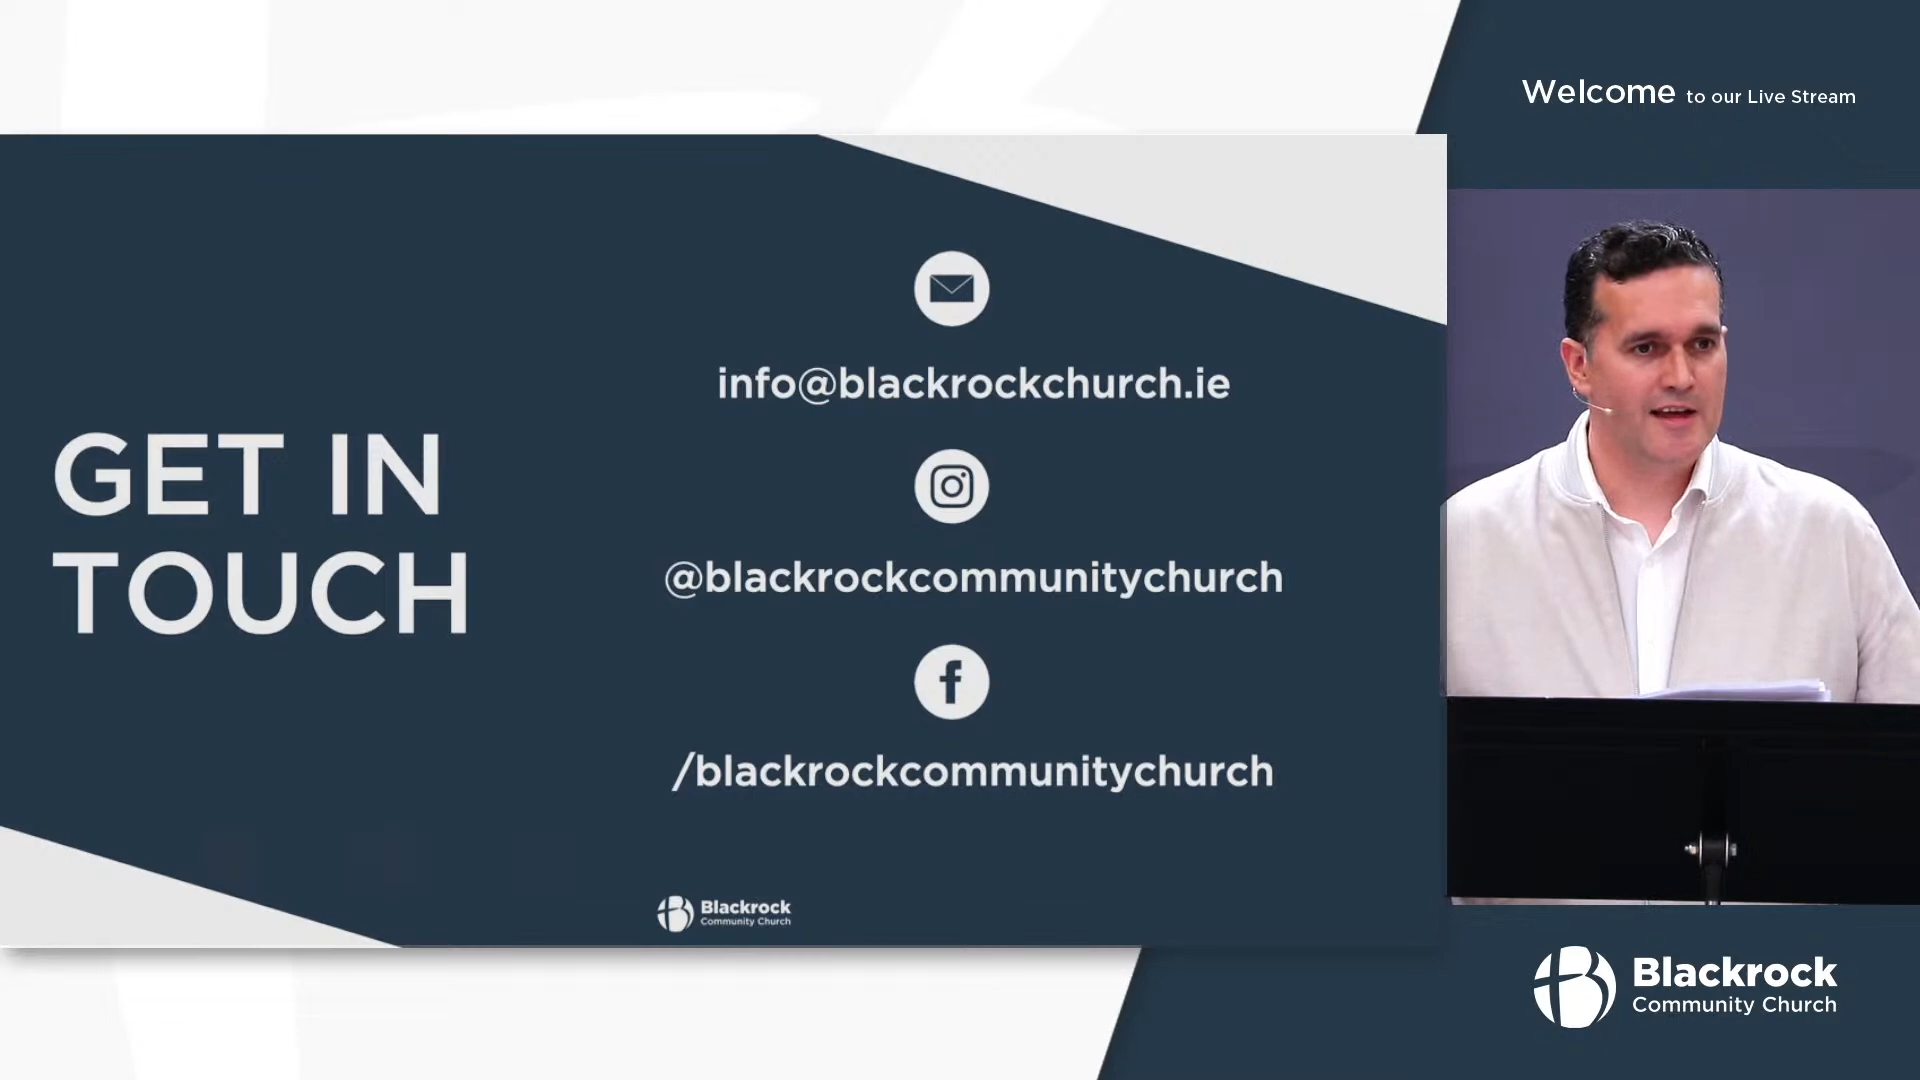 Welcome to our Live Stream
GET IN
TOUCH
info@blackrockchurch.ie
@blackrockcommunitychurch
/blackrockcommunitychurch
Blackrock
Community Church
Blackrock
Community Church